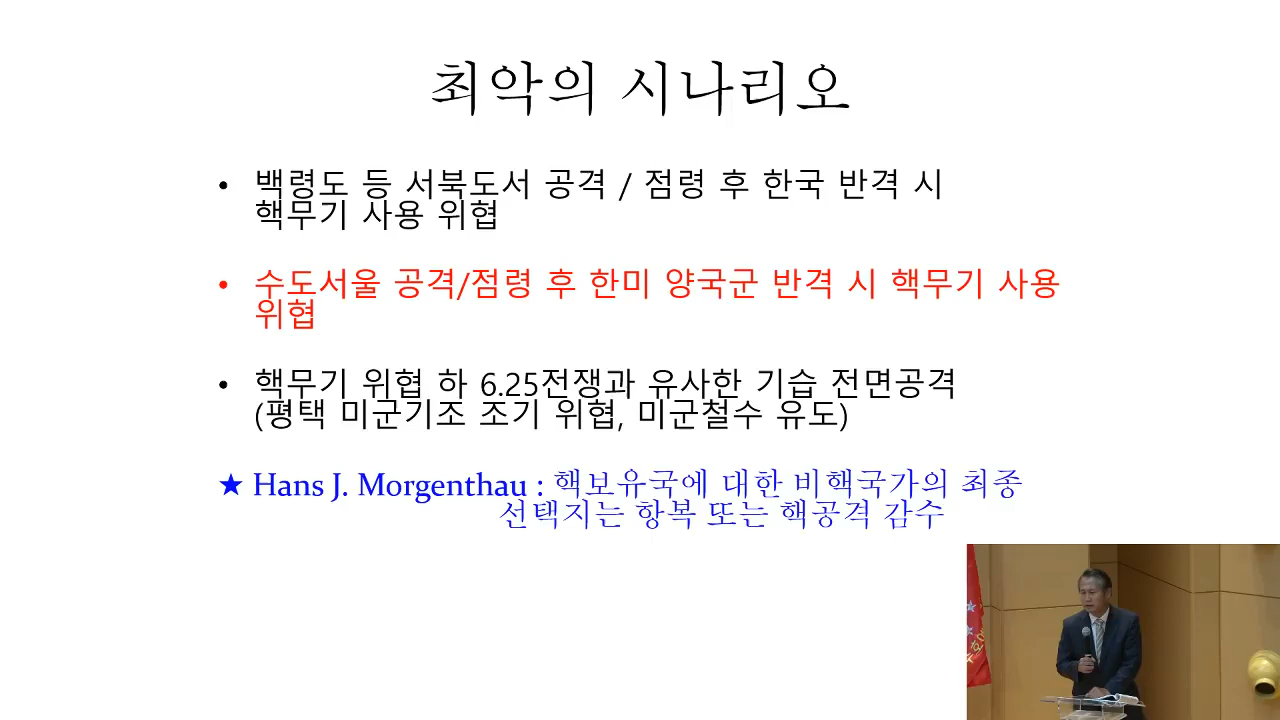 최악의 시나리오
• 백령도 등 서북도서 공격 / 점령 후 한국 반격 시
핵무기 사용 위협
• 수도서울 공격/점령 후 한미 양국군 반격 시 핵무기 사용
위협
• 핵무기 위협 하 6.25전쟁과 유사한 기습 전면공격
(평택 미군기조 조기 위협, 미군철수 유도)
★ Hans J. Morgenthau : 핵보유국에 대한 비핵국가의 최종
선택지는 항복 또는 핵공격 감수